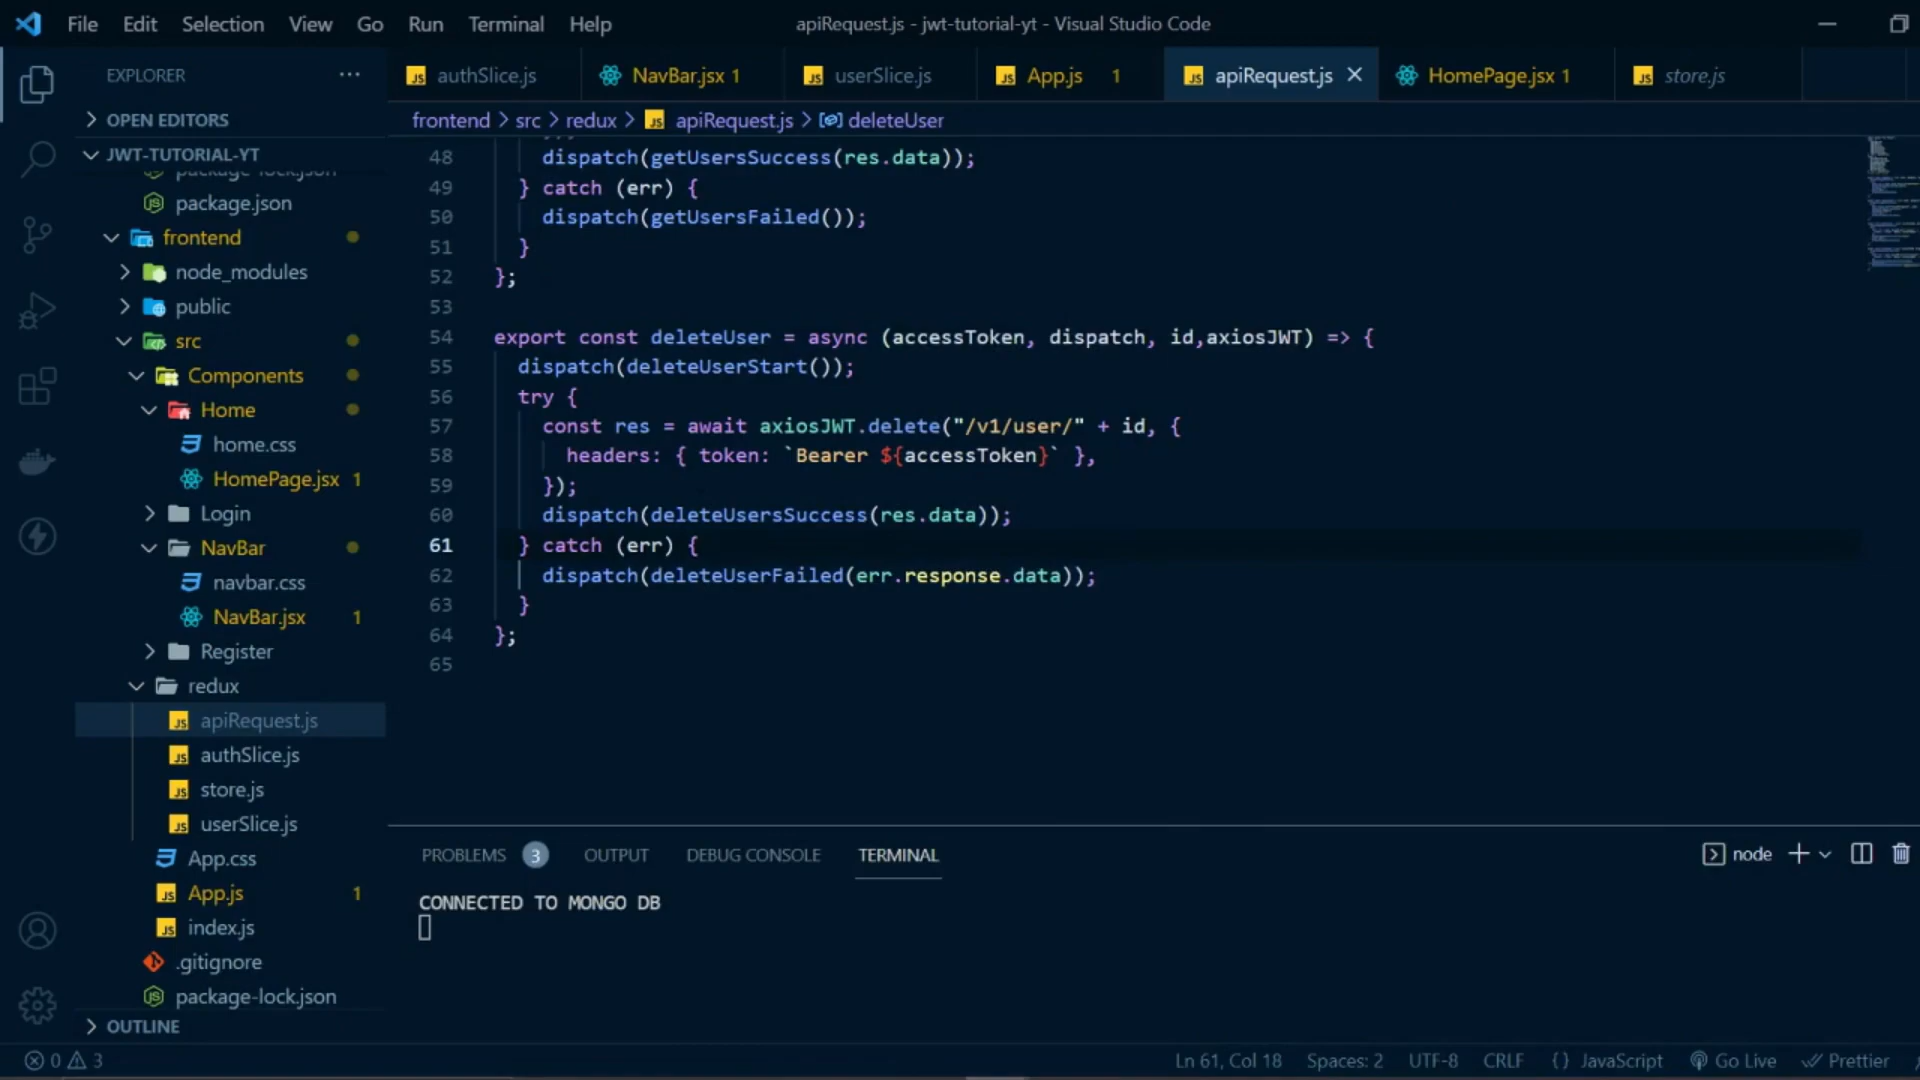 File Edit Selection View Go Run Terminal Help
apiRequest.js - jwt-tutorial-yt - Visual Studio Code
EXPLORER
OPEN EDITORS
JWT-TUTORIAL-YT
package-lock.json
package.json
frontend
node_modules
public
src
Components
Home
home.css
HomePage.jsx 1
Login
NavBar
navbar.css
NavBar.jsx 1
Register
redux
apiRequest.js
authSlice.js
store.js
userSlice.js
App.css
App.js 1
index.js
.gitignore
package-lock.json
OUTLINE
authSlice.js NavBar.jsx 1 userSlice.js App.js 1 apiRequest.js HomePage.jsx 1 store.js
frontend > src > redux > apiRequest.js > deleteUser
48 dispatch(getUsersSuccess(res.data));
49 } catch (err) {
50 dispatch(getUsersFailed());
51 }
52 };
53
54 export const deleteUser = async (accessToken, dispatch, id,axiosJWT) => {
55 dispatch(deleteUserStart());
56 try {
57 const res = await axiosJWT.delete("/v1/user/" + id, {
58 headers: { token: `Bearer ${accessToken}` },
59 });
60 dispatch(deleteUsersSuccess(res.data));
61 } catch (err) {
62 dispatch(deleteUserFailed(err.response.data));
63 }
64 };
65
PROBLEMS 3 OUTPUT DEBUG CONSOLE TERMINAL
node
CONNECTED TO MONGO DB
0 3
Ln 61, Col 18 Spaces: 2 UTF-8 CRLF {} JavaScript Go Live Prettier